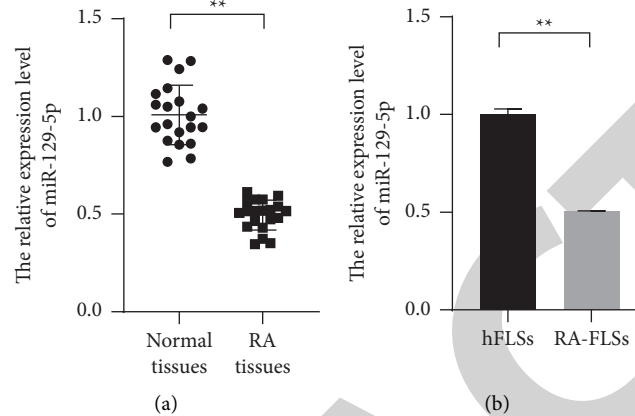 The relative expression level
of miR-129-5p
1.5
1.0
0.5
0.0
**
Normal
tissues
RA
tissues
(a)
The relative expression level
of miR-129-5p
1.5
1.0
0.5
0.0
**
hFLSs
RA-FLSs
(b)